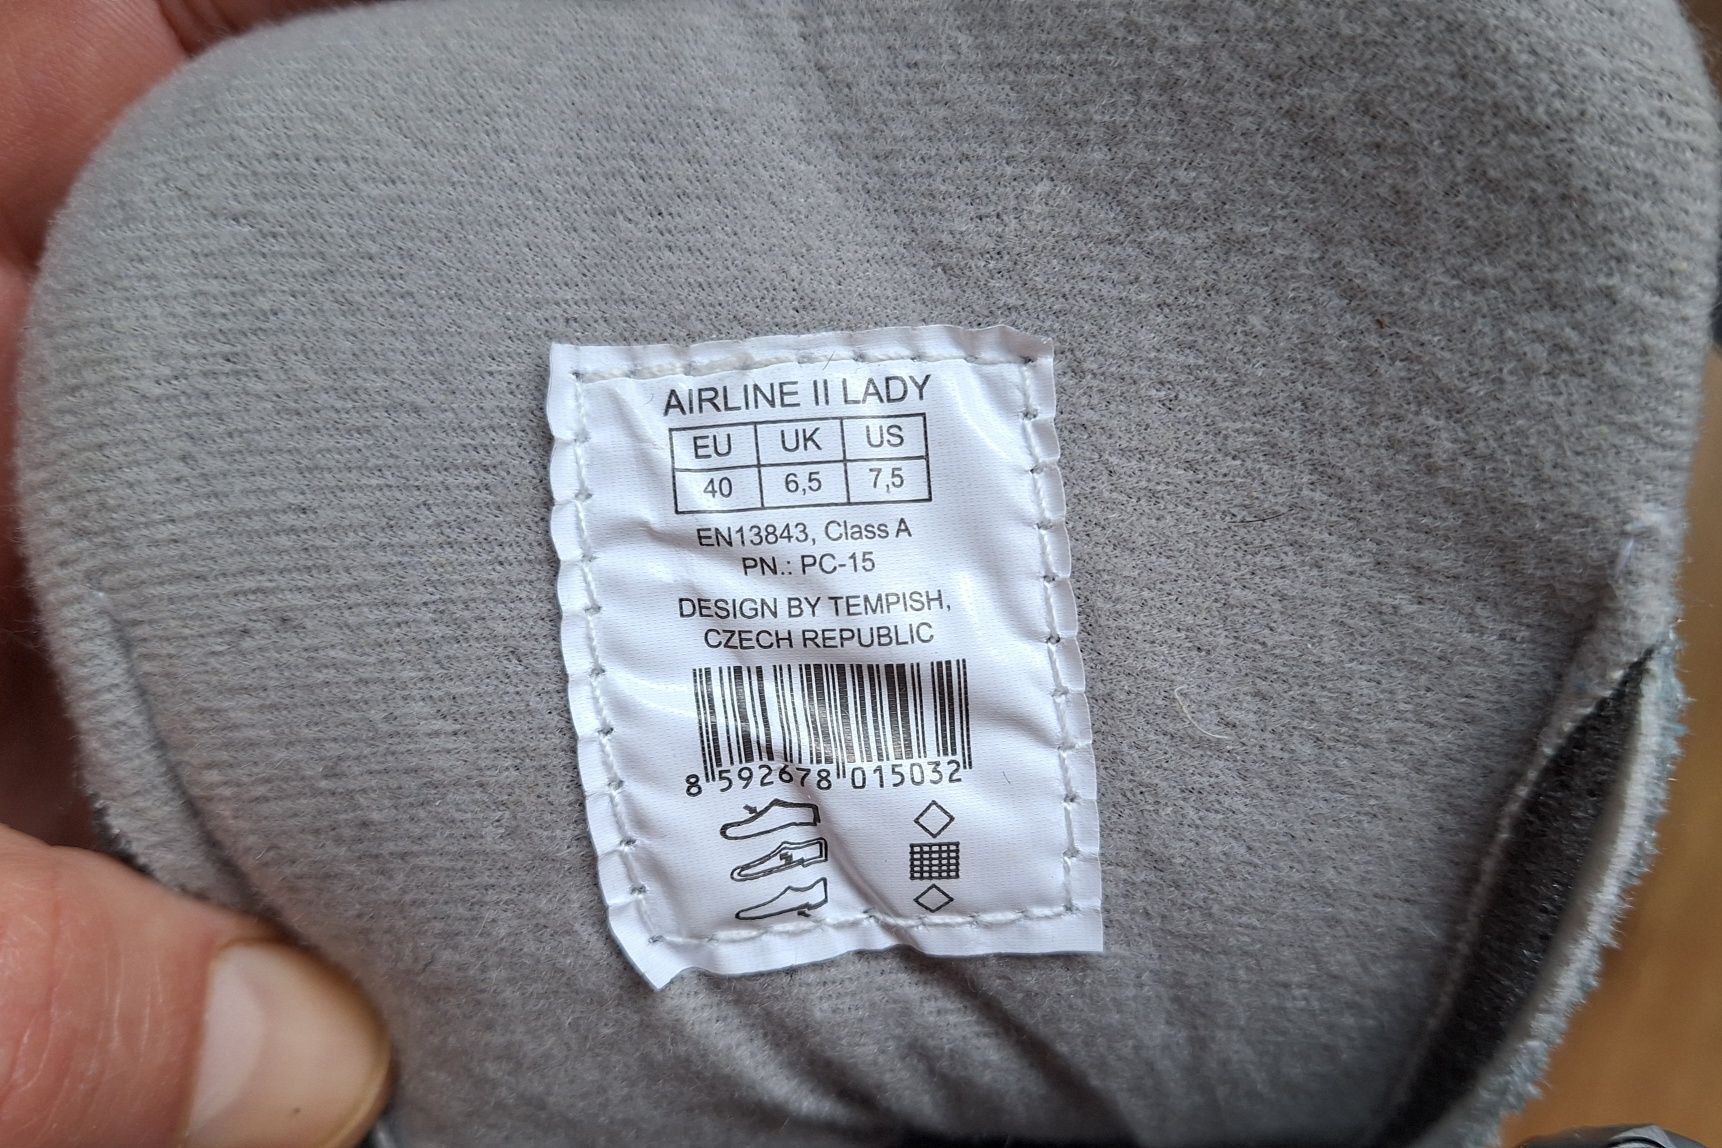 AIRLINE II LADY
EU UK US
40 6,5 7,5
EN13843, Class A
PN.: PC-15
DESIGN BY TEMPISH,
CZECH REPUBLIC
8 592678 015032